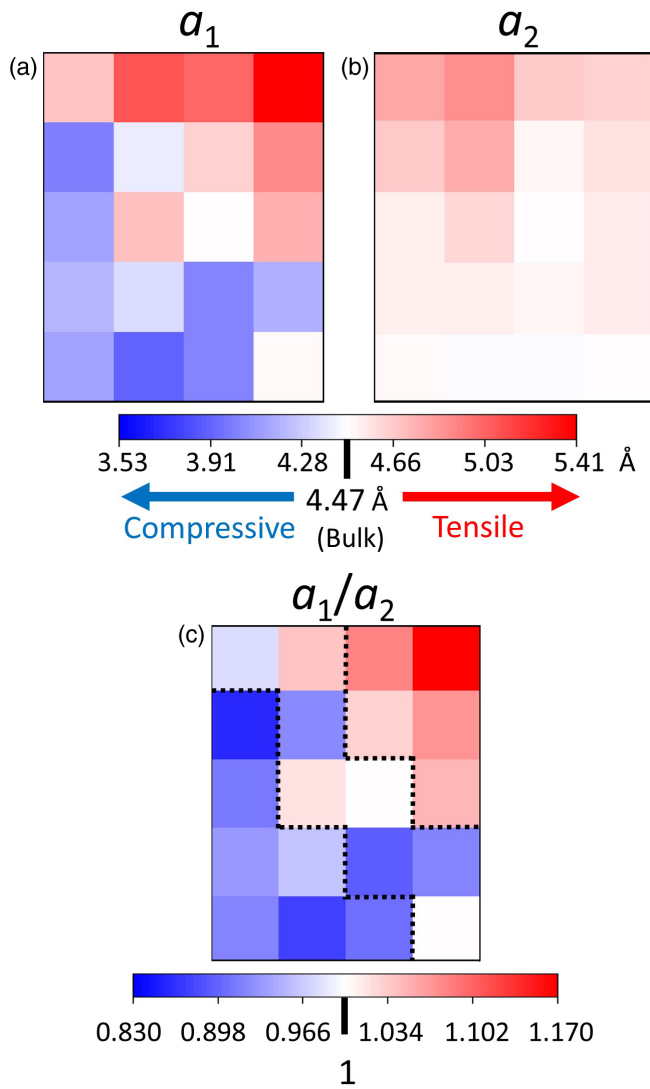 a1 a2
(a) (b)
3.53 3.91 4.28 4.66 5.03 5.41 Å
4.47 Å
Compressive (Bulk) Tensile
a1/a2
(c)
0.830 0.898 0.966 1.034 1.102 1.170
1